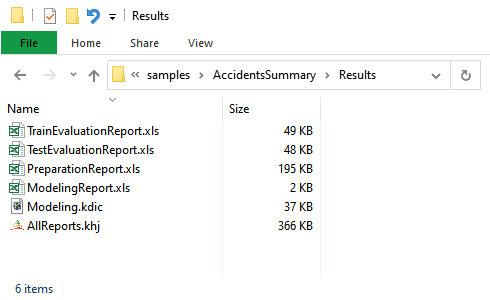 Results
File Home Share View
« samples > AccidentsSummary > Results
Name Size
TrainEvaluationReport.xls 49 KB
TestEvaluationReport.xls 48 KB
PreparationReport.xls 195 KB
ModelingReport.xls 2 KB
Modeling.kdic 37 KB
AllReports.khj 366 KB
6 items